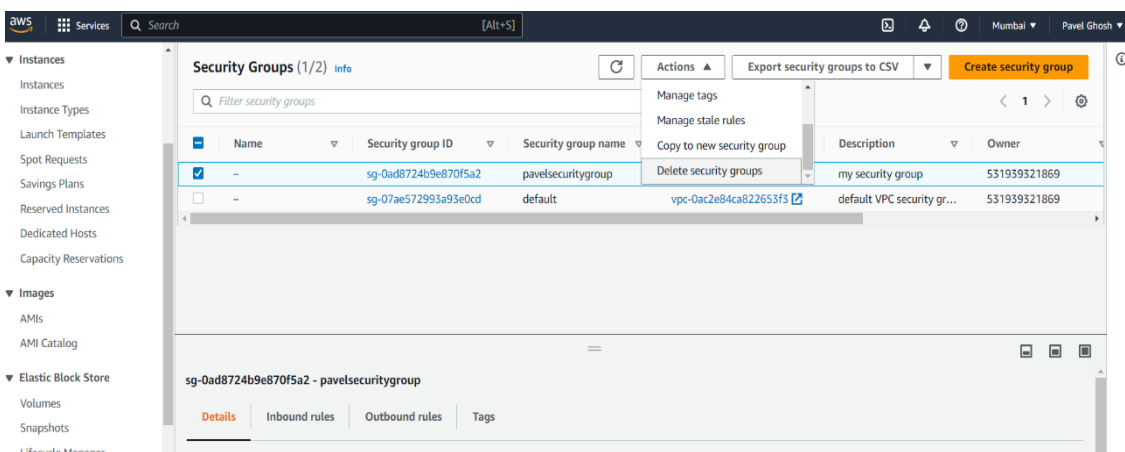 aws Services Search [Alt+S] Mumbai Pavel Ghosh
Instances
Instances
Instance Types
Launch Templates
Spot Requests
Savings Plans
Reserved Instances
Dedicated Hosts
Capacity Reservations
Images
AMIs
AMI Catalog
Elastic Block Store
Volumes
Snapshots
Lifecycle Manager
Security Groups (1/2) Info Actions Export security groups to CSV Create security group
Filter security groups 1
Manage tags
Manage stale rules
Copy to new security group
Delete security groups
Name Security group ID Security group name Description Owner
– sg-0ad8724b9e870f5a2 pavelsecuritygroup my security group 531939321869
– sg-07ae572993a93e0cd default vpc-0ac2e84ca822653f3 default VPC security gr... 531939321869
sg-0ad8724b9e870f5a2 - pavelsecuritygroup
Details Inbound rules Outbound rules Tags